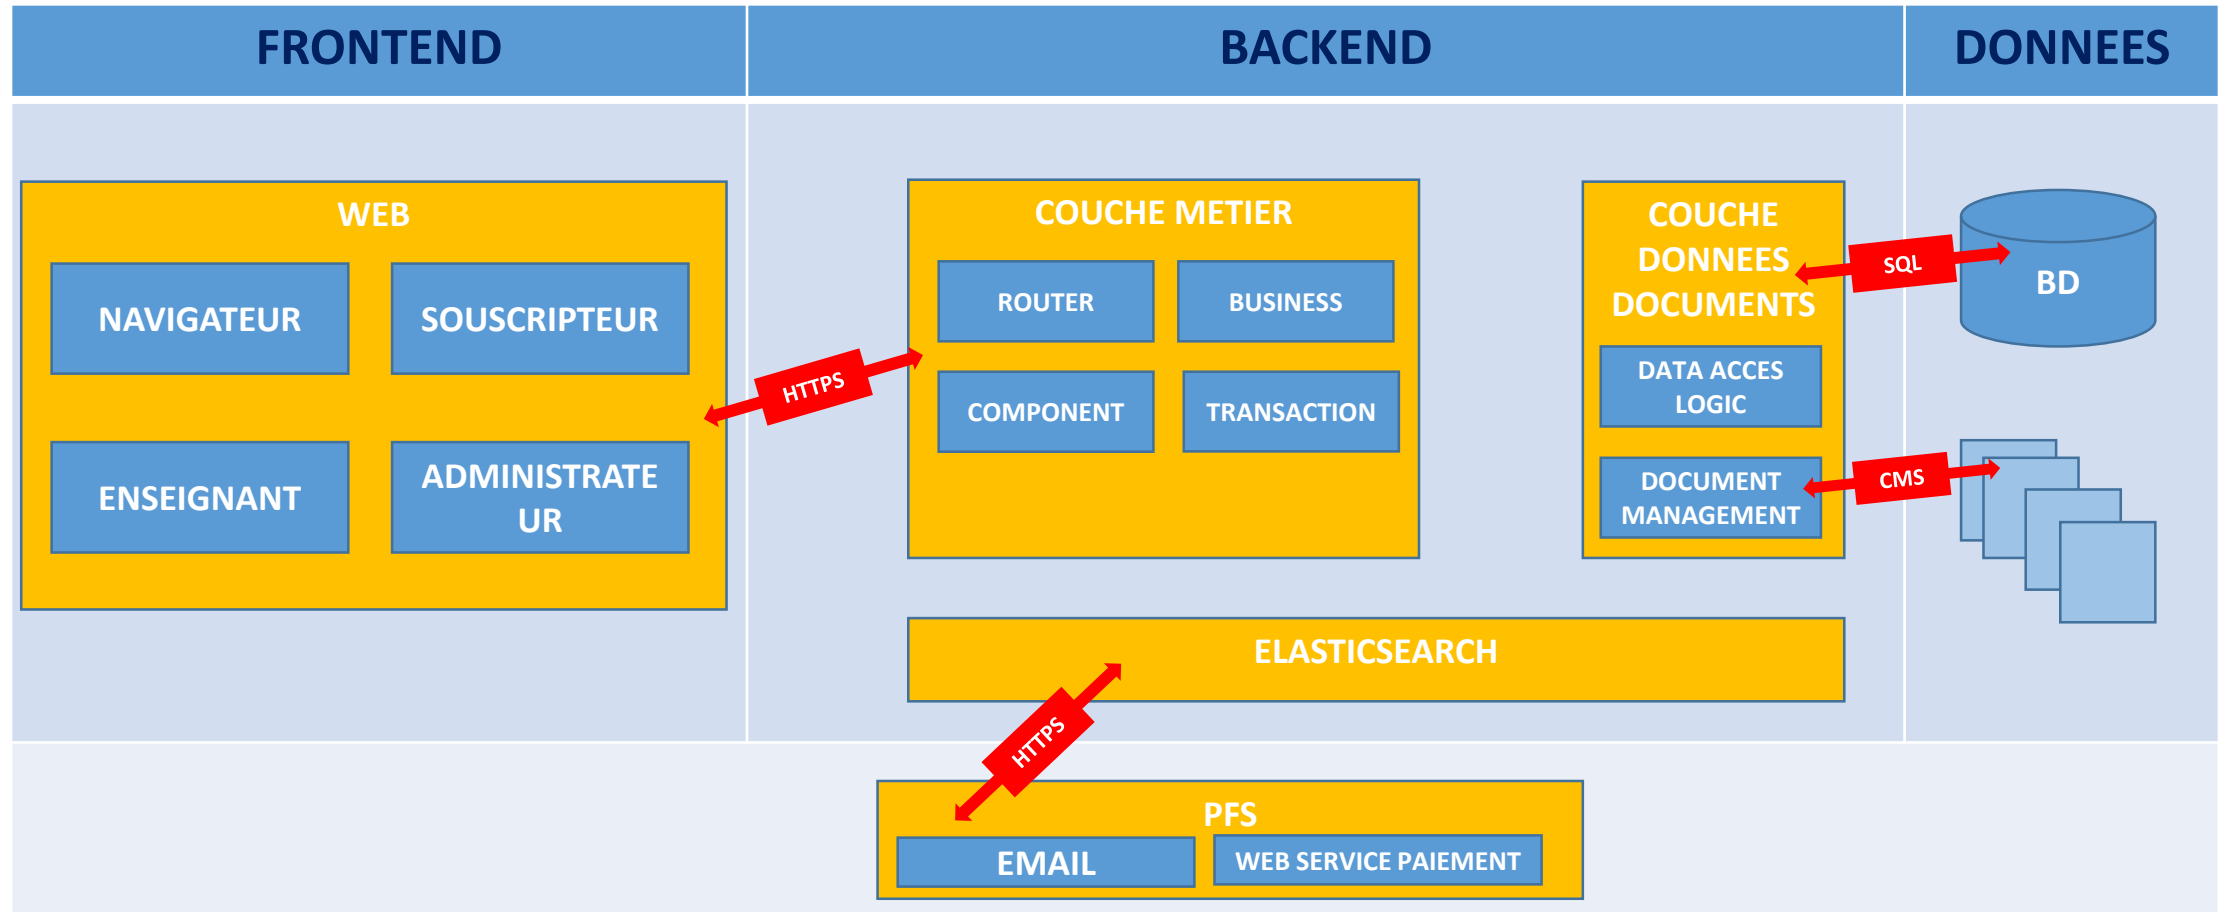 FRONTEND
BACKEND
DONNEES
WEB
NAVIGATEUR
SOUSCRIPTEUR
ENSEIGNANT
ADMINISTRATE
UR
HTTPS
COUCHE METIER
ROUTER
BUSINESS
COMPONENT
TRANSACTION
COUCHE
DONNEES
DOCUMENTS
DATA ACCES
LOGIC
DOCUMENT
MANAGEMENT
SQL
BD
CMS
ELASTICSEARCH
HTTPS
PFS
EMAIL
WEB SERVICE PAIEMENT